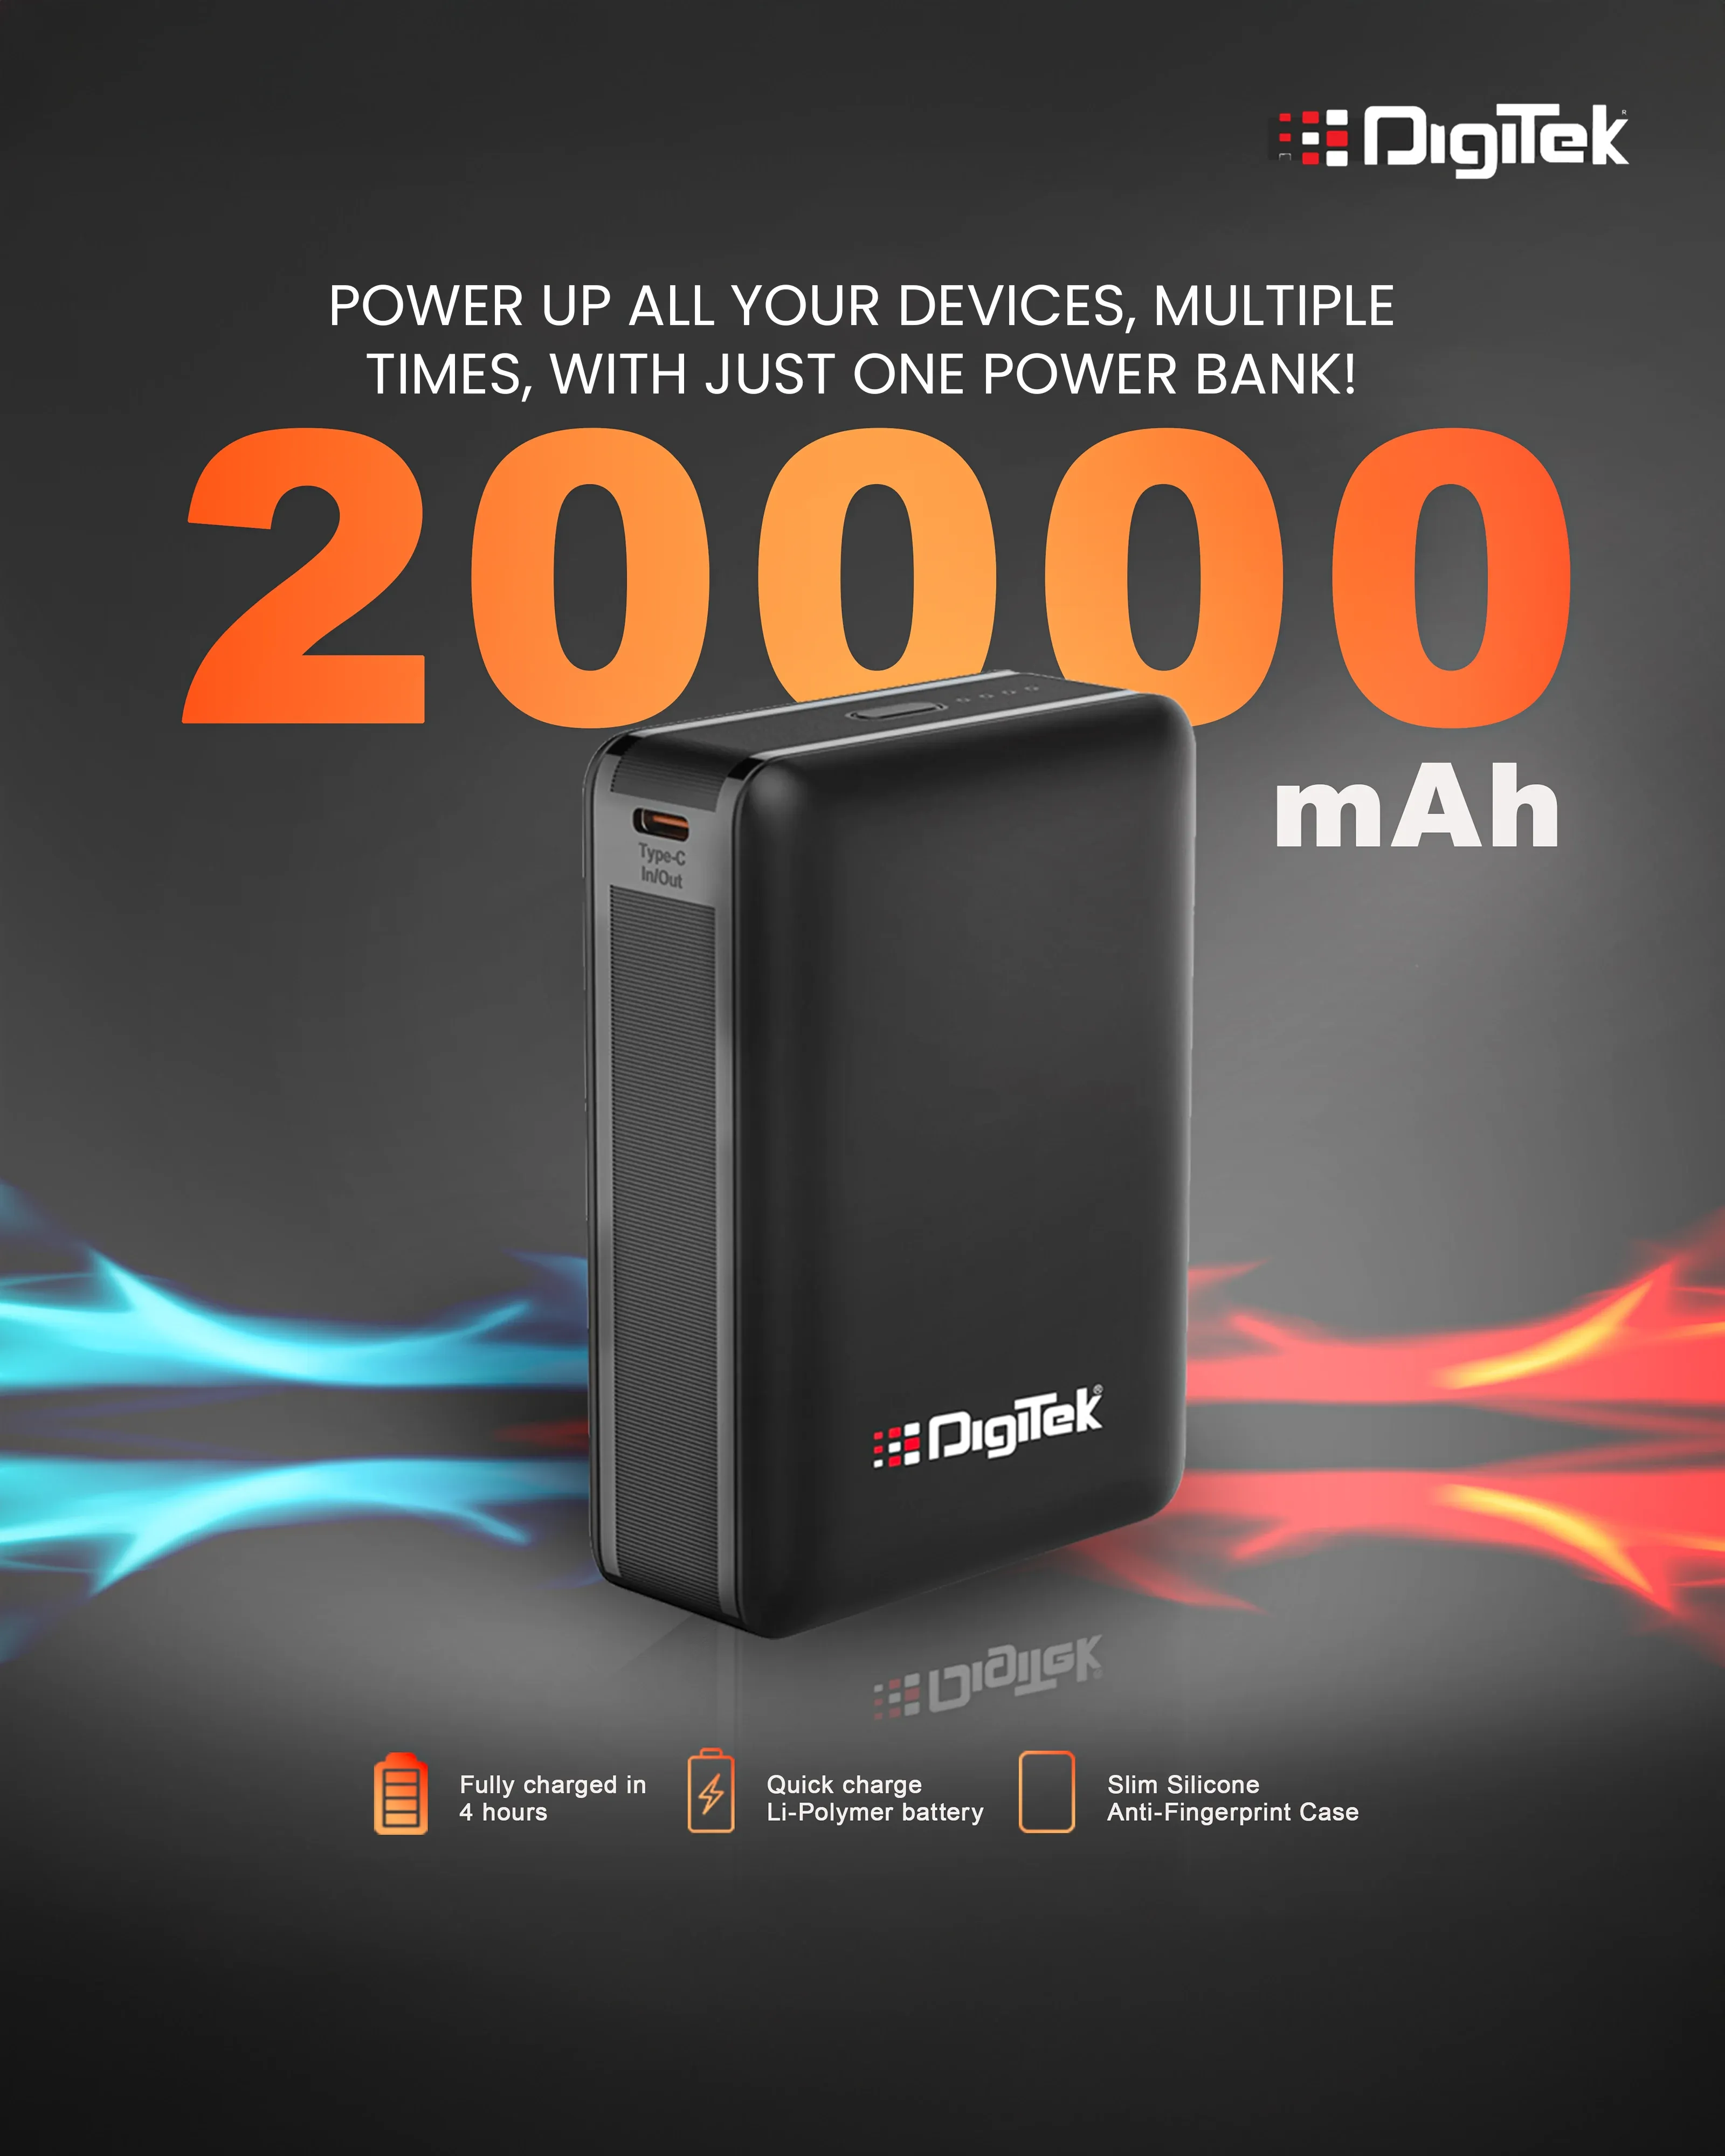 DigiTek
POWER UP ALL YOUR DEVICES, MULTIPLE
TIMES, WITH JUST ONE POWER BANK!
20000
mAh
Type-C
In/Out
DigiTek®
Fully charged in
4 hours
Quick charge
Li-Polymer battery
Slim Silicone
Anti-Fingerprint Case